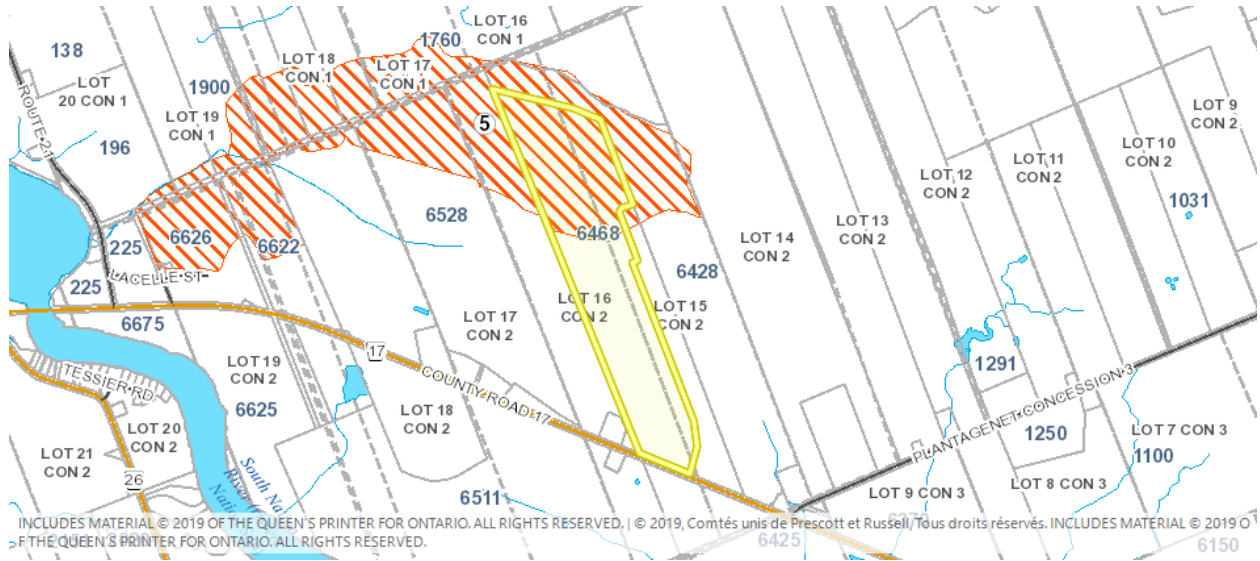 LOT 16
CON 1
138
1760
LOT 18
CON 1
LOT 17
CON 1
LOT
20 CON 1
1900
LOT 19
CON 1
ROUTE 21
196
5
LOT 9
CON 2
LOT 10
CON 2
LOT 11
CON 2
LOT 12
CON 2
1031
6528
LOT 13
CON 2
225
6626
6622
6468
LOT 14
CON 2
6428
LACELLE ST
225
LOT 16
CON 2
LOT 15
CON 2
6675
LOT 17
CON 2
17
COUNTY ROAD 17
LOT 19
CON 2
TESSIER RD
1291
PLANTAGENET CONCESSION 3
6625
LOT 18
CON 2
LOT 20
CON 2
1250
LOT 7 CON 3
LOT 21
CON 2
1100
26
South Na
River
Nati
6511
LOT 9 CON 3
LOT 8 CON 3
INCLUDES MATERIAL © 2019 OF THE QUEEN'S PRINTER FOR ONTARIO. ALL RIGHTS RESERVED. | © 2019, Comtés unis de Prescott et Russell/Tous droits réservés. INCLUDES MATERIAL © 2019 O
F THE QUEEN'S PRINTER FOR ONTARIO. ALL RIGHTS RESERVED.
6425
6150